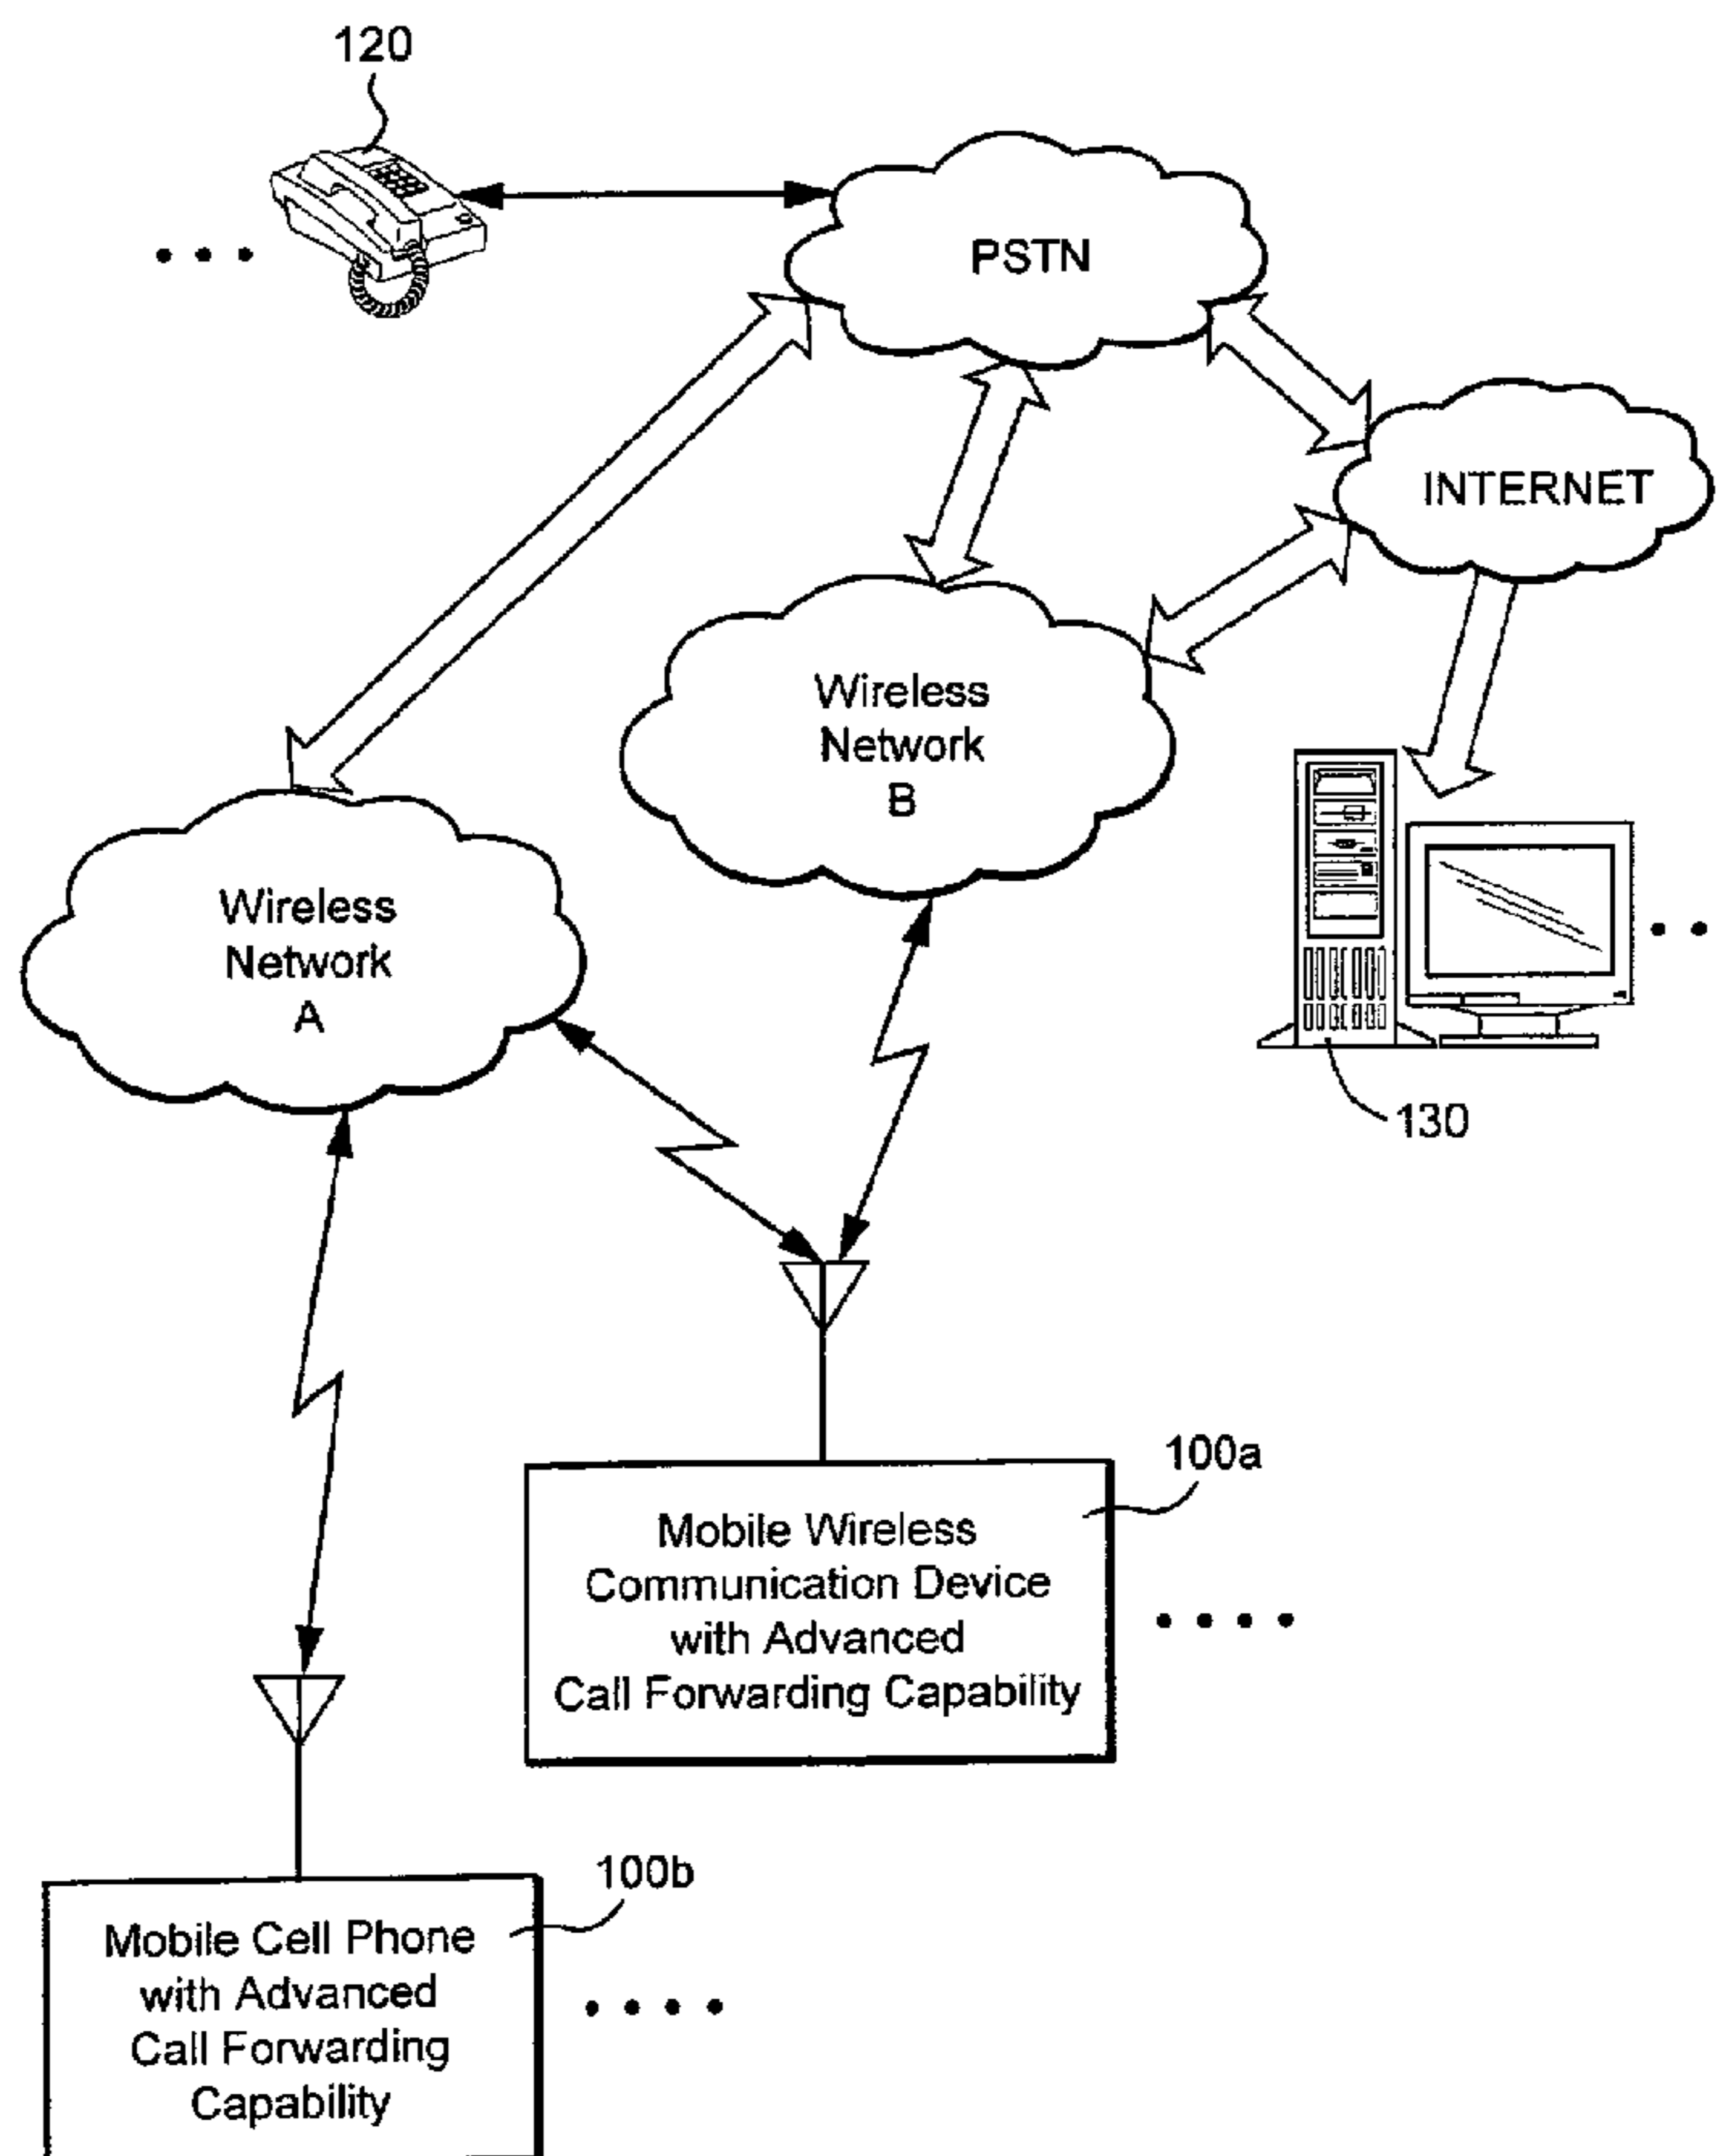 120
PSTN
INTERNET
Wireless
Network
B
Wireless
Network
A
130
100a
Mobile Wireless
Communication Device
with Advanced
Call Forwarding Capability
100b
Mobile Cell Phone
with Advanced
Call Forwarding
Capability